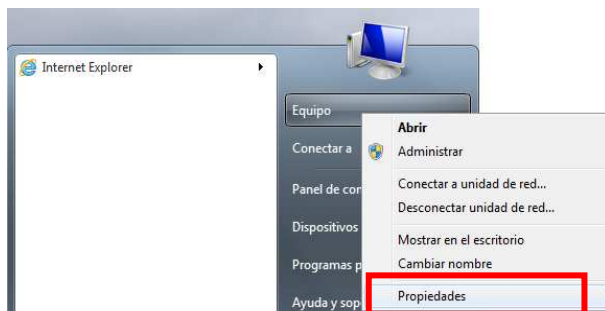 Internet Explorer
Equipo
Conectar a
Panel de con
Dispositivos
Programas p
Ayuda y sop
Abrir
Administrar
Conectar a unidad de red...
Desconectar unidad de red...
Mostrar en el escritorio
Cambiar nombre
Propiedades